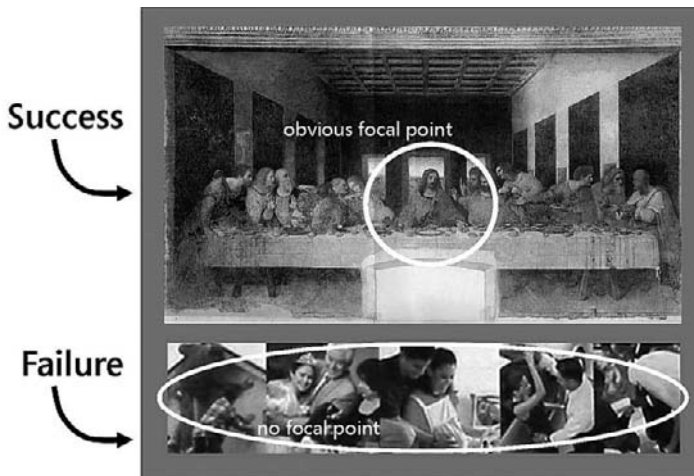 Success
obvious focal point
Failure
no focal point